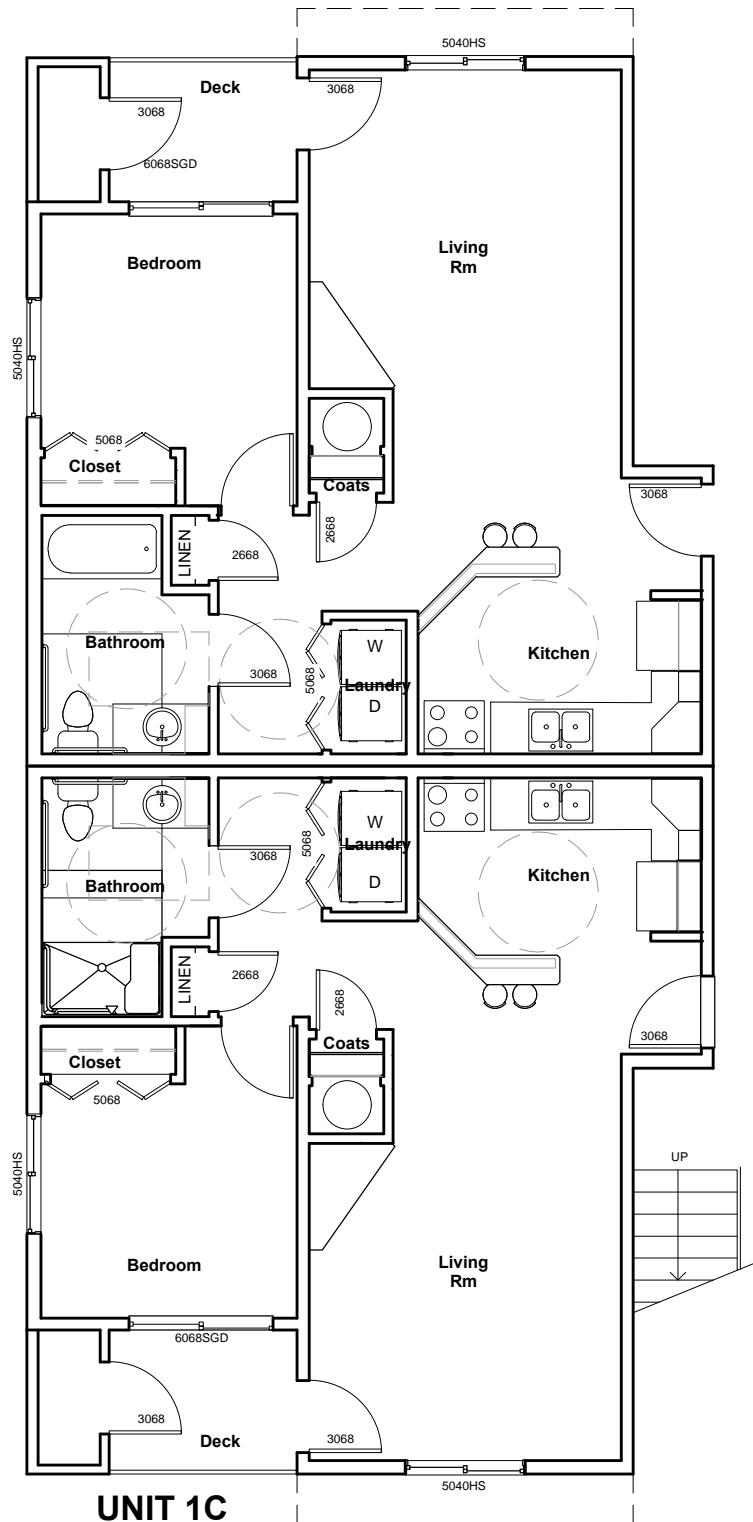 5040HS
Deck
3068
3068
6068SGD
Bedroom
Living
Rm
5040HS
5068
Closet
Coats
3068
LINEN
2668
2668
Bathroom
W
Kitchen
3068
5068
Laundry
D
W
5068
Laundry
3068
Kitchen
Bathroom
D
LINEN
2668
2668
3068
Coats
Closet
5068
5040HS
UP
Bedroom
Living
Rm
6068SGD
3068
Deck
3068
5040HS
UNIT 1C